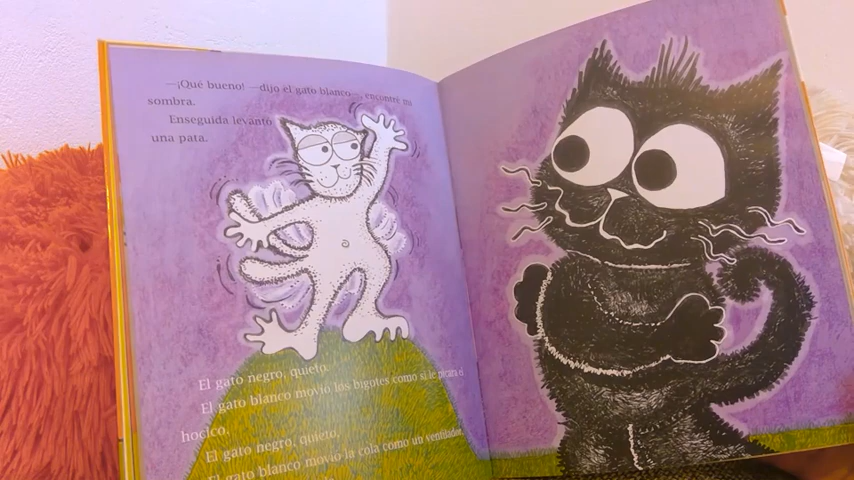 —¡Qué bueno! —dijo el gato blanco—, encontré mi
sombra.
Enseguida levantó
una pata.
El gato negro, quieto.
El gato blanco movió los bigotes como si le picara el
hocico.
El gato negro, quieto.
El gato blanco movió la cola como un ventilador.